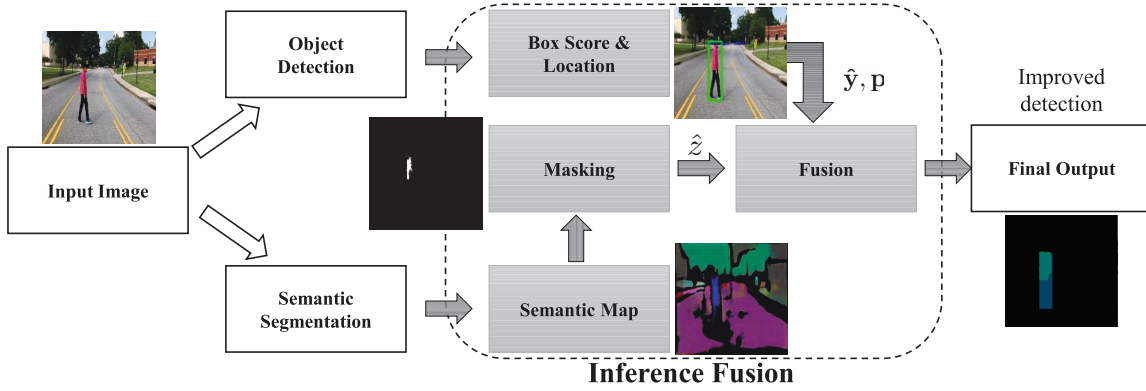 Object
Detection
Box Score &
Location
ŷ, p
Improved
detection
Input Image
Masking
ẑ
Fusion
Final Output
Semantic
Segmentation
Semantic Map
Inference Fusion